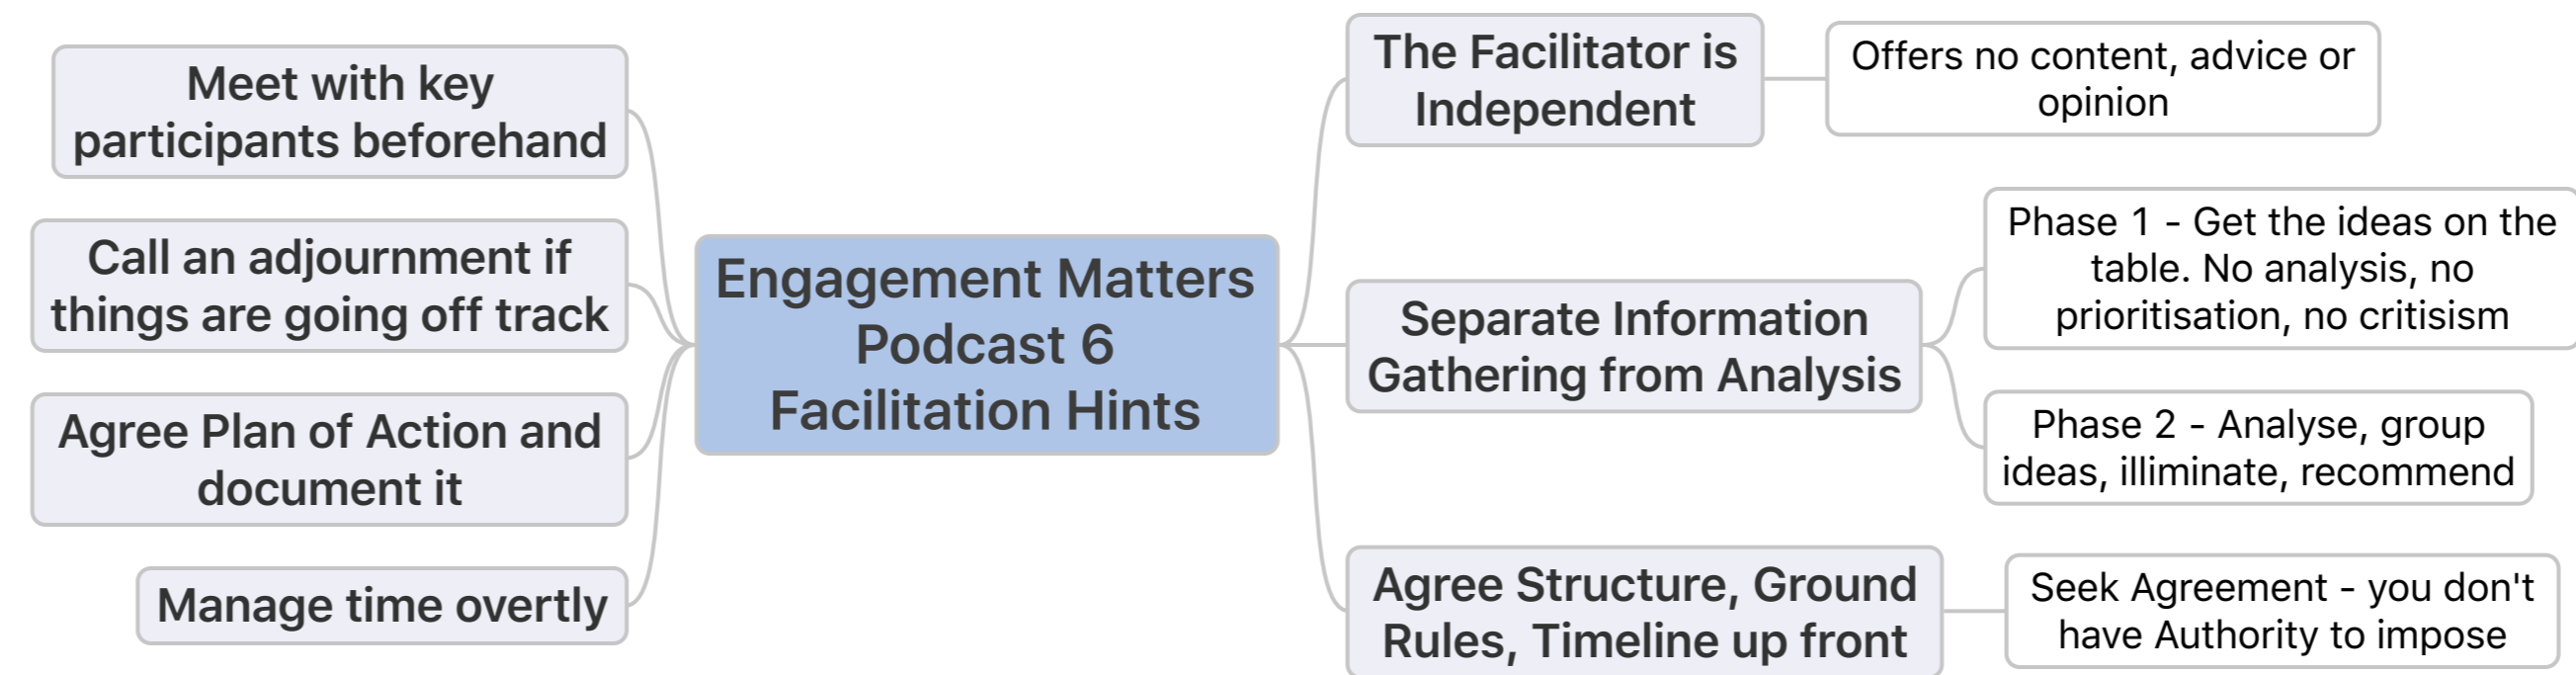 Meet with key
participants beforehand
Call an adjournment if
things are going off track
Agree Plan of Action and
document it
Manage time overtly
Engagement Matters
Podcast 6
Facilitation Hints
The Facilitator is
Independent
Offers no content, advice or
opinion
Separate Information
Gathering from Analysis
Phase 1 - Get the ideas on the
table. No analysis, no
prioritisation, no critisism
Phase 2 - Analyse, group
ideas, illiminate, recommend
Agree Structure, Ground
Rules, Timeline up front
Seek Agreement - you don't
have Authority to impose